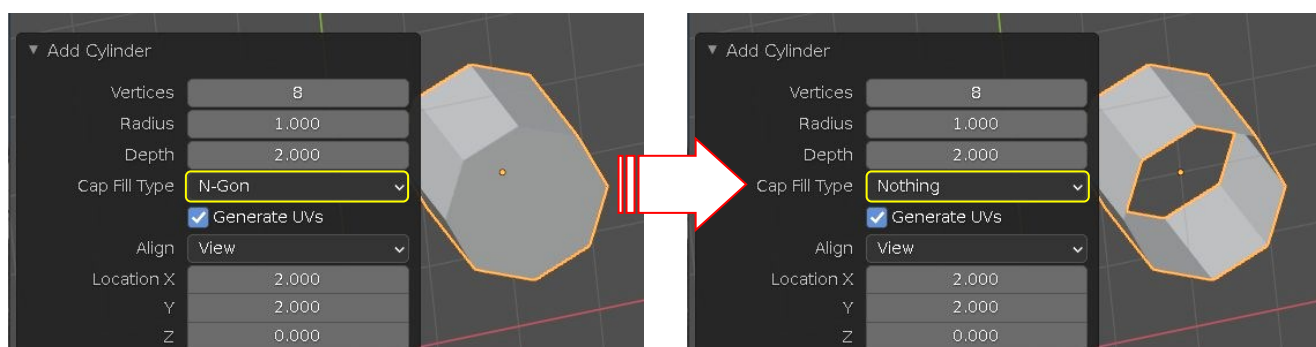 Add Cylinder
Vertices 8
Radius 1.000
Depth 2.000
Cap Fill Type N-Gon
Generate UVs
Align View
Location X 2.000
Y 2.000
Z 0.000
Add Cylinder
Vertices 8
Radius 1.000
Depth 2.000
Cap Fill Type Nothing
Generate UVs
Align View
Location X 2.000
Y 2.000
Z 0.000